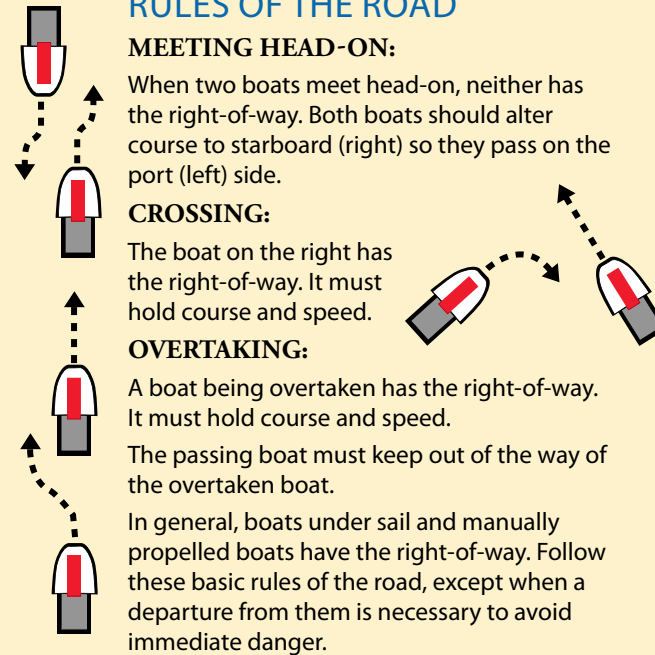 RULES OF THE ROAD
MEETING HEAD-ON:
When two boats meet head-on, neither has
the right-of-way. Both boats should alter
course to starboard (right) so they pass on the
port (left) side.
CROSSING:
The boat on the right has
the right-of-way. It must
hold course and speed.
OVERTAKING:
A boat being overtaken has the right-of-way.
It must hold course and speed.
The passing boat must keep out of the way of
the overtaken boat.
In general, boats under sail and manually
propelled boats have the right-of-way. Follow
these basic rules of the road, except when a
departure from them is necessary to avoid
immediate danger.